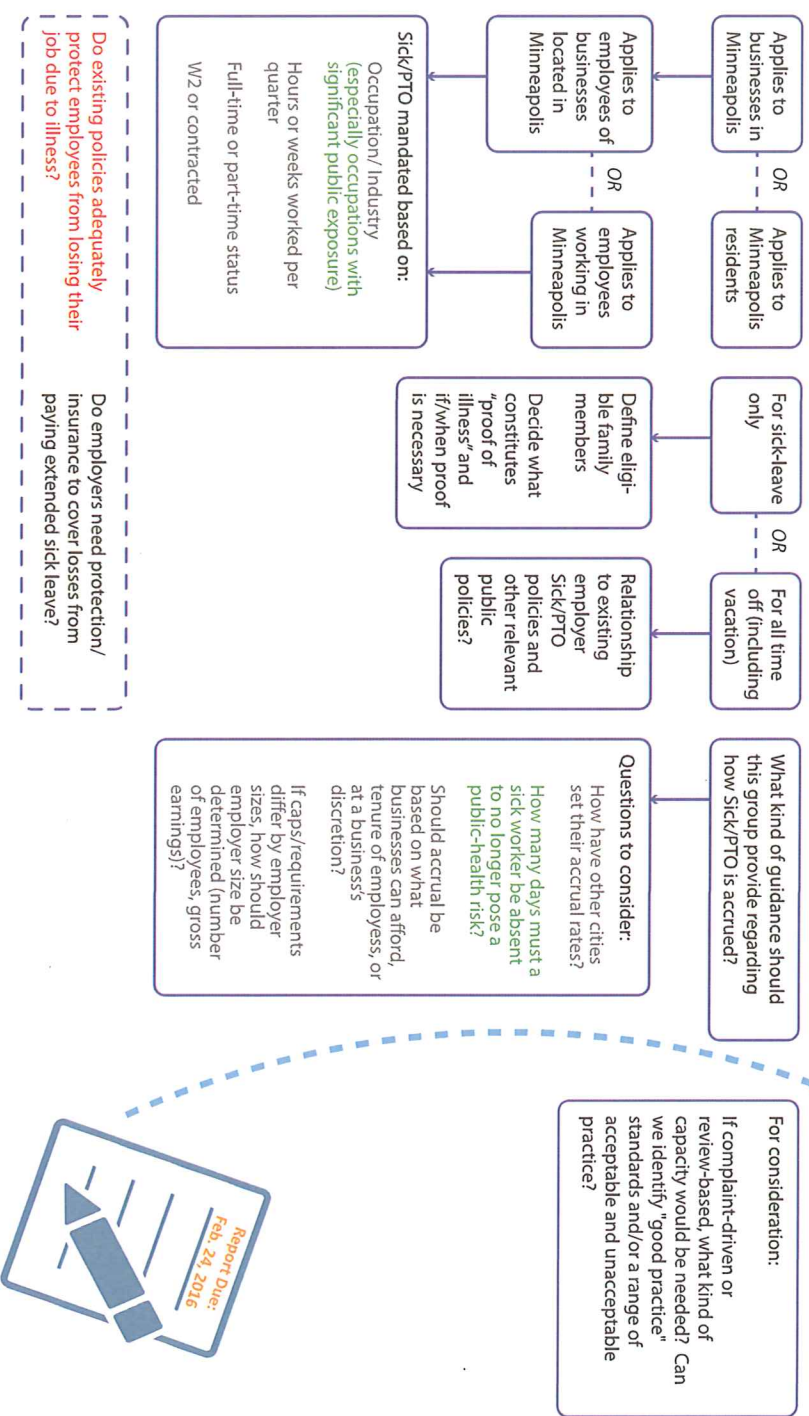 Applies to
businesses in
Minneapolis
OR
Applies to
Minneapolis
residents
Applies to
employees of
businesses
located in
Minneapolis
OR
Applies to
employees
working in
Minneapolis
Sick/PTO mandated based on:
Occupation/ Industry
(especially occupations with
significant public exposure)
Hours or weeks worked per
quarter
Full-time or part-time status
W2 or contracted
For sick-leave
only
OR
For all time
off (including
vacation)
Define eligi-
ble family
members
Decide what
constitutes
"proof of
illness" and
if/when proof
is necessary
Relationship
to existing
employer
Sick/PTO
policies and
other relevant
public
policies?
Do existing policies adequately
protect employees from losing their
job due to illness?
Do employers need protection/
insurance to cover losses from
paying extended sick leave?
What kind of guidance should
this group provide regarding
how Sick/PTO is accrued?
Questions to consider:
How have other cities
set their accrual rates?
How many days must a
sick worker be absent
to no longer pose a
public-health risk?
Should accrual be
based on what
businesses can afford,
tenure of employess, or
at a business's
discretion?
If caps/requirements
differ by employer
sizes, how should
employer size be
determined (number
of employees, gross
earnings)?
For consideration:
If complaint-driven or
review-based, what kind of
capacity would be needed? Can
we identify "good practice"
standards and/or a range of
acceptable and unacceptable
practice?
Report Due:
Feb. 24, 2016